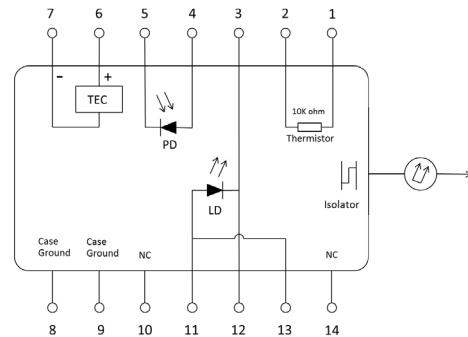 7 6 5 4 3 2 1
- +
TEC
10K ohm
PD
Thermistor
LD
Isolator
Case Ground
Case Ground
NC
NC
8 9 10 11 12 13 14